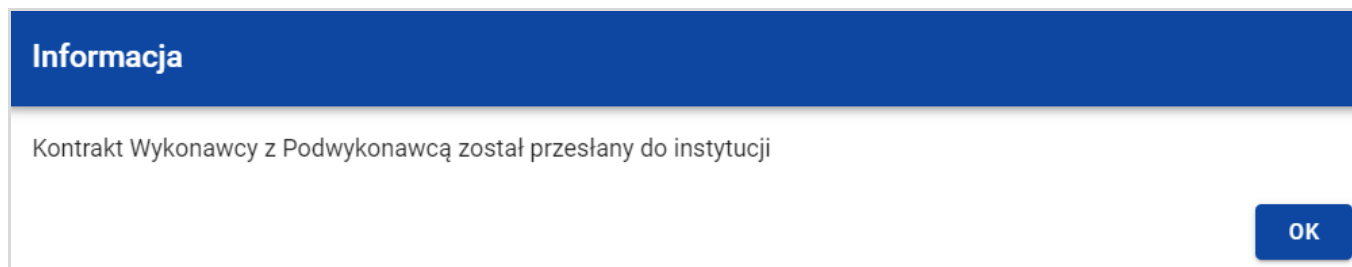 Informacja
Kontrakt Wykonawcy z Podwykonawcą został przesłany do instytucji
OK